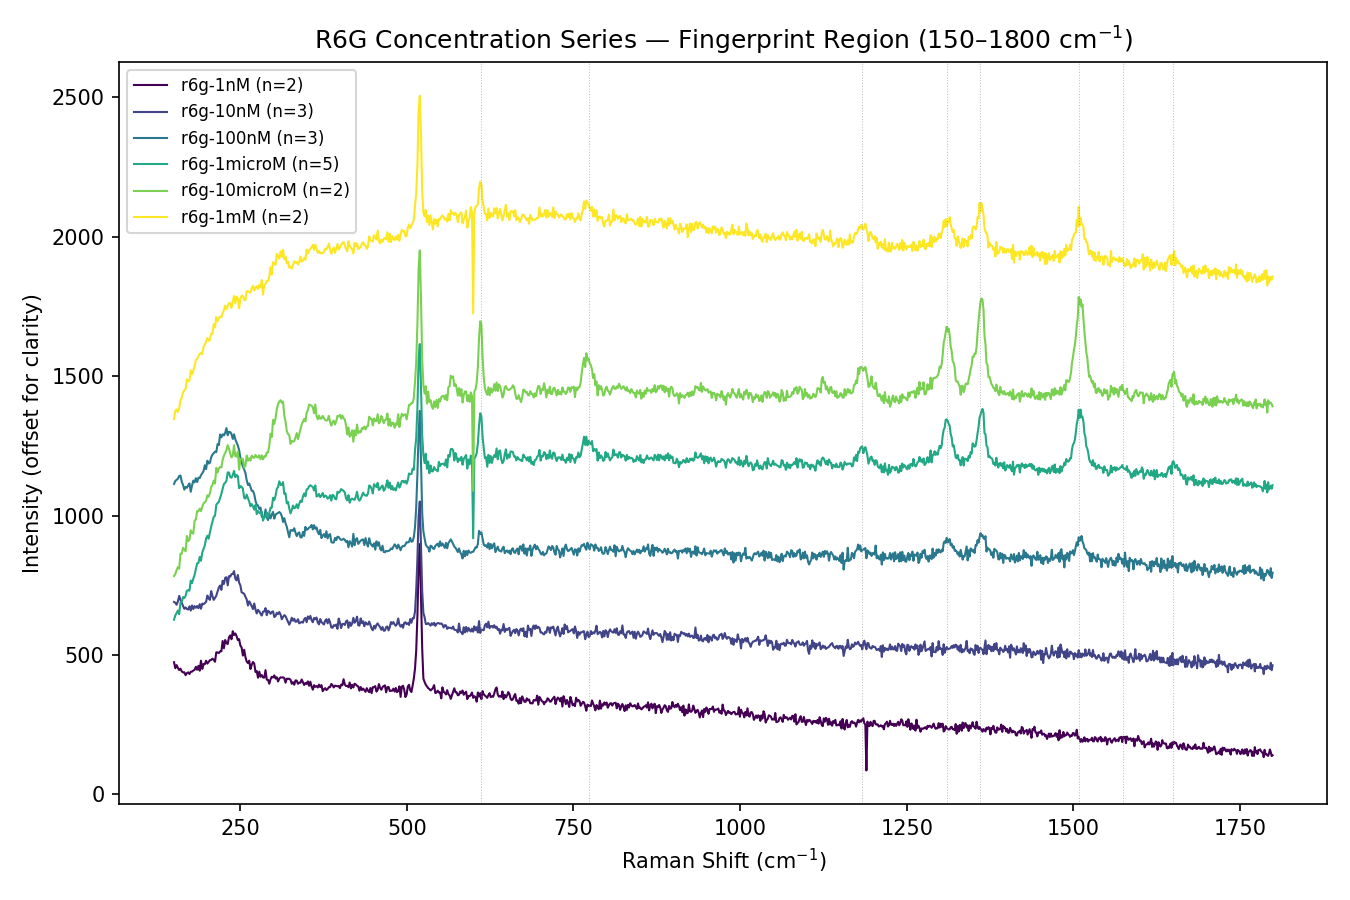 R6G Concentration Series — Fingerprint Region (150–1800 cm⁻¹)
r6g-1nM (n=2)
r6g-10nM (n=3)
r6g-100nM (n=3)
r6g-1microM (n=5)
r6g-10microM (n=2)
r6g-1mM (n=2)
Intensity (offset for clarity)
2500
2000
1500
1000
500
0
250
500
750
1000
1250
1500
1750
Raman Shift (cm⁻¹)